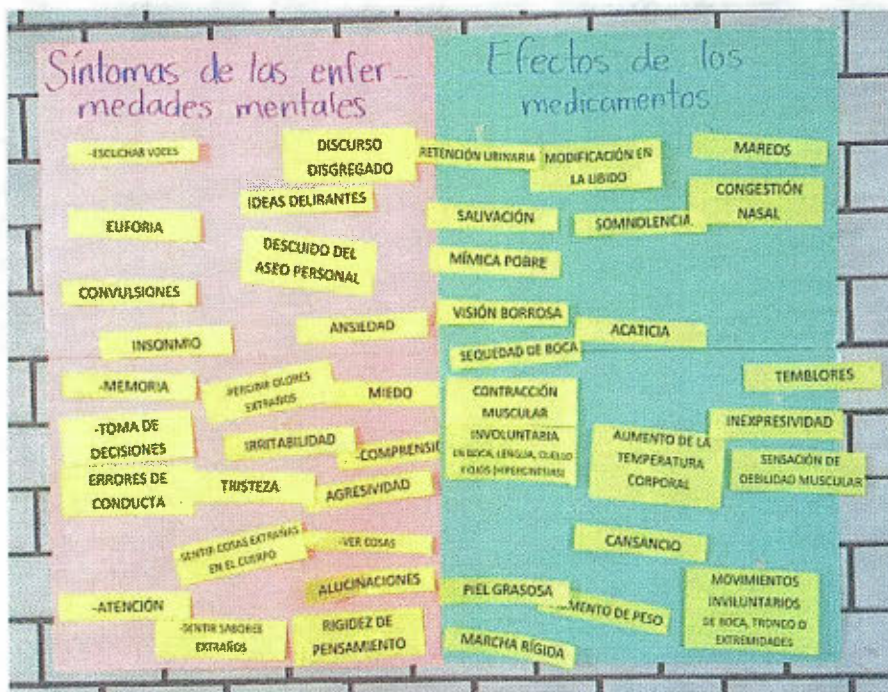 Síntomas de las enfer-
medades mentales
-ESCUCHAR VOCES
DISCURSO
DISGREGADO
IDEAS DELIRANTES
EUFORIA
DESCUIDO DEL
ASEO PERSONAL
CONVULSIONES
ANSIEDAD
INSONMIO
-MEMORIA
-PERCIBIR OLORES
EXTRAÑOS
MIEDO
-TOMA DE
DECISIONES
IRRITABILIDAD
-COMPRENSIÓ
ERRORES DE
CONDUCTA
TRISTEZA
AGRESIVIDAD
-SENTIR COSAS EXTRAÑAS
EN EL CUERPO
-VER COSAS
ALUCINACIONES
-ATENCIÓN
-SENTIR SABORES
EXTRAÑOS
RIGIDEZ DE
PENSAMIENTO
Efectos de los
medicamentos
RETENCIÓN URINARIA
MODIFICACIÓN EN
LA LIBIDO
MAREOS
CONGESTIÓN
NASAL
SALIVACIÓN
SOMNOLENCIA
MÍMICA POBRE
VISIÓN BORROSA
ACATICIA
SEQUEDAD DE BOCA
TEMBLORES
CONTRACCIÓN
MUSCULAR
INVOLUNTARIA
EN BOCA, LENGUA, CUELLO
Y OJOS (HIPERCINETIAS)
INEXPRESIVIDAD
AUMENTO DE LA
TEMPERATURA
CORPORAL
SENSACIÓN DE
DEBILIDAD MUSCULAR
CANSANCIO
PIEL GRASOSA
AUMENTO DE PESO
MOVIMIENTOS
INVILUNTARIOS
DE BOCA, TRONCO O
EXTREMIDADES
MARCHA RÍGIDA